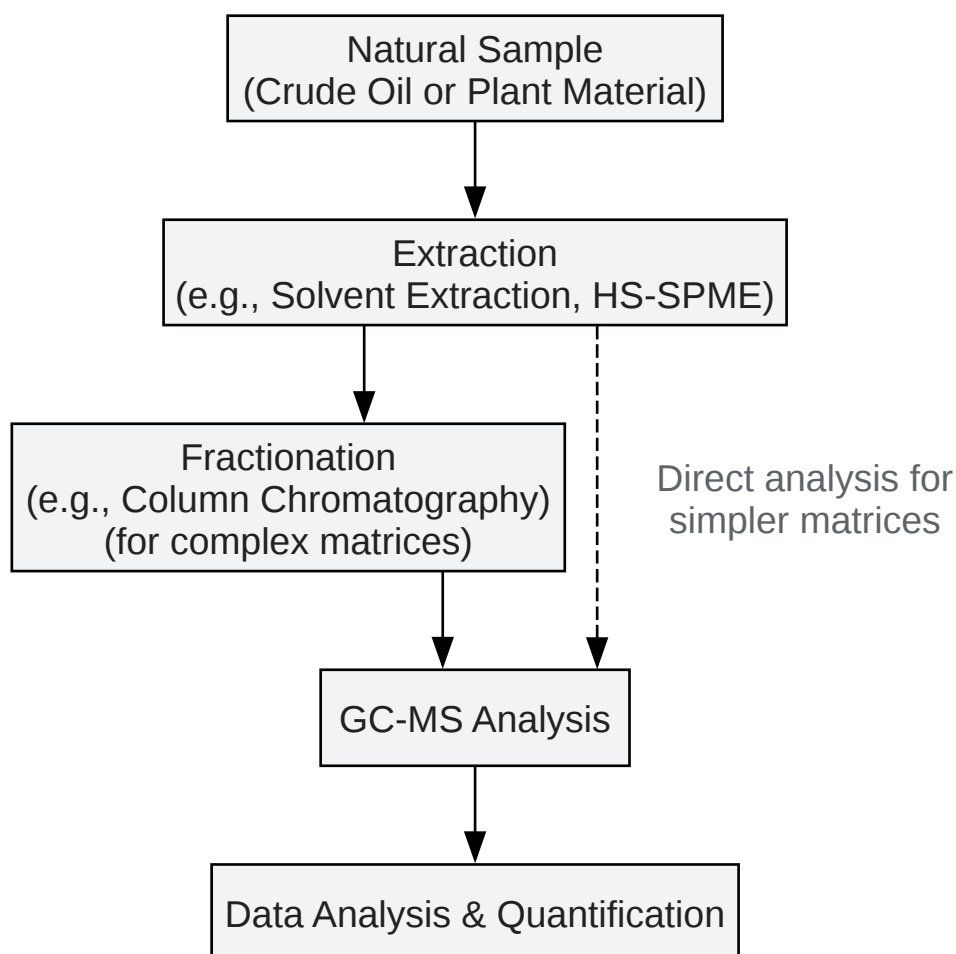 Natural Sample
(Crude Oil or Plant Material)
Extraction
(e.g., Solvent Extraction, HS-SPME)
Fractionation
(e.g., Column Chromatography)
(for complex matrices)
Direct analysis for
simpler matrices
GC-MS Analysis
Data Analysis & Quantification